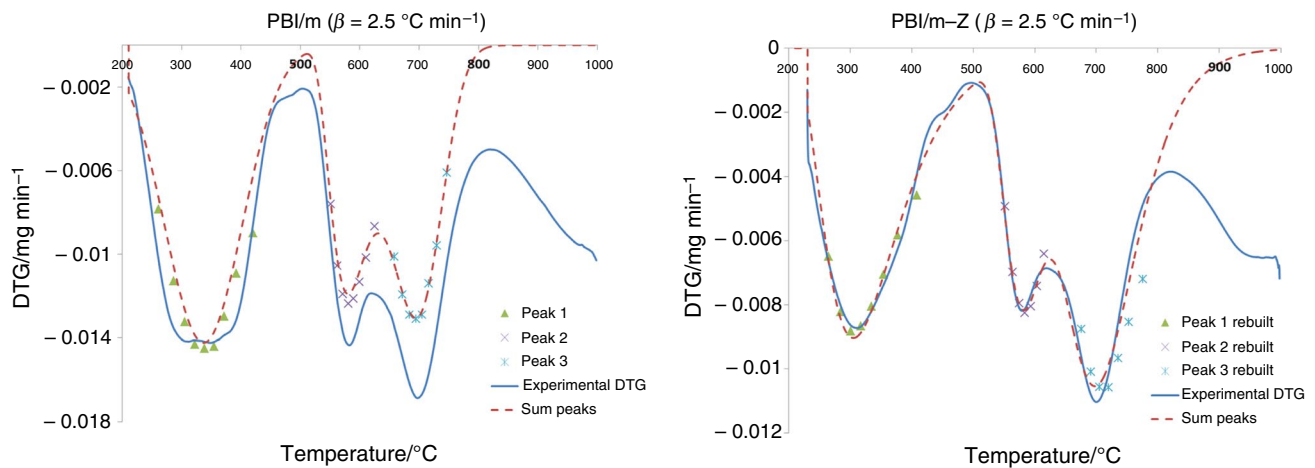 PBI/m (β = 2.5 °C min⁻¹)
200 300 400 500 600 700 800 900 1000
− 0.002
− 0.006
− 0.01
− 0.014
− 0.018
DTG/mg min⁻¹
Peak 1
Peak 2
Peak 3
Experimental DTG
Sum peaks
Temperature/°C
PBI/m–Z ( β = 2.5 °C min⁻¹)
0
200 300 400 500 600 700 800 900 1000
− 0.002
− 0.004
− 0.006
− 0.008
− 0.01
− 0.012
DTG/mg min⁻¹
Peak 1 rebuilt
Peak 2 rebuilt
Peak 3 rebuilt
Experimental DTG
Sum peaks
Temperature/°C